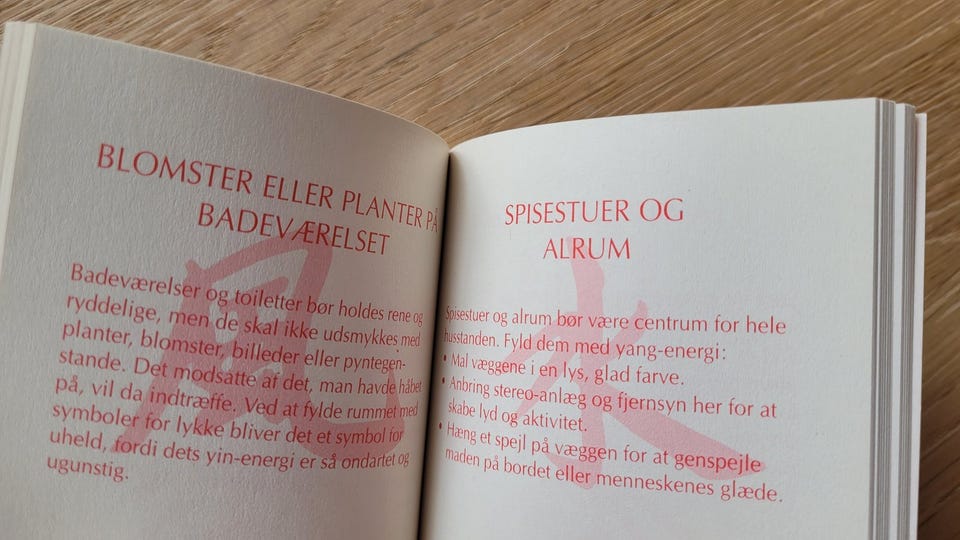 BLOMSTER ELLER PLANTER PÅ
BADEVÆRELSET
Badeværelser og toiletter bør holdes rene og
ryddelige, men de skal ikke udsmykkes med
planter, blomster, billeder eller pyntegen-
stande. Det modsatte af det, man havde håbet
på, vil da indtræffe. Ved at fylde rummet med
symboler for lykke bliver det et symbol for
uheld, fordi dets yin-energi er så ondartet og
ugunstig.
風
SPISESTUER OG
ALRUM
Spisestuer og alrum bør være centrum for hele
husstanden. Fyld dem med yang-energi:
• Mal væggene i en lys, glad farve.
• Anbring stereo-anlæg og fjernsyn her for at
skabe lyd og aktivitet.
• Hæng et spejl på væggen for at genspejle
maden på bordet eller menneskenes glæde.
水